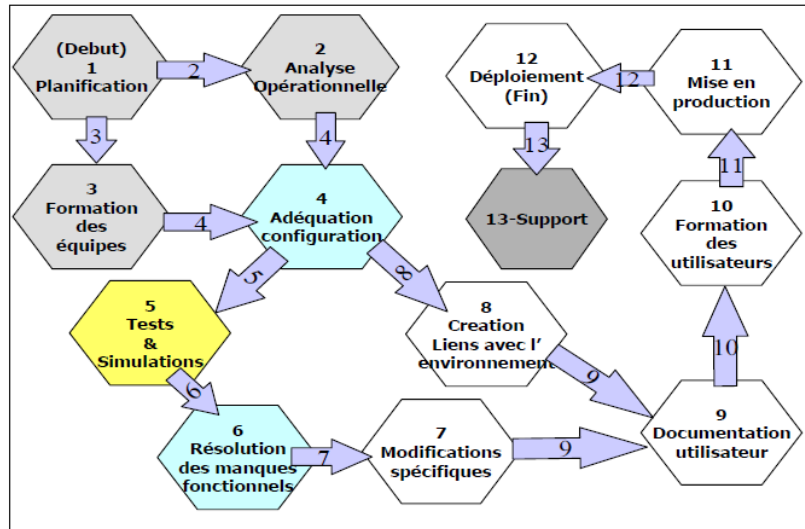 (Debut)
1
Planification
2
2
Analyse
Opérationnelle
3
4
3
Formation
des
équipes
4
4
Adéquation
configuration
5
8
5
Tests
&
Simulations
6
6
Résolution
des manques
fonctionnels
7
7
Modifications
spécifiques
9
8
Creation
Liens avec l'
environnement
9
9
Documentation
utilisateur
10
10
Formation
des
utilisateurs
11
11
Mise en
production
12
12
Déploiement
(Fin)
13
13-Support